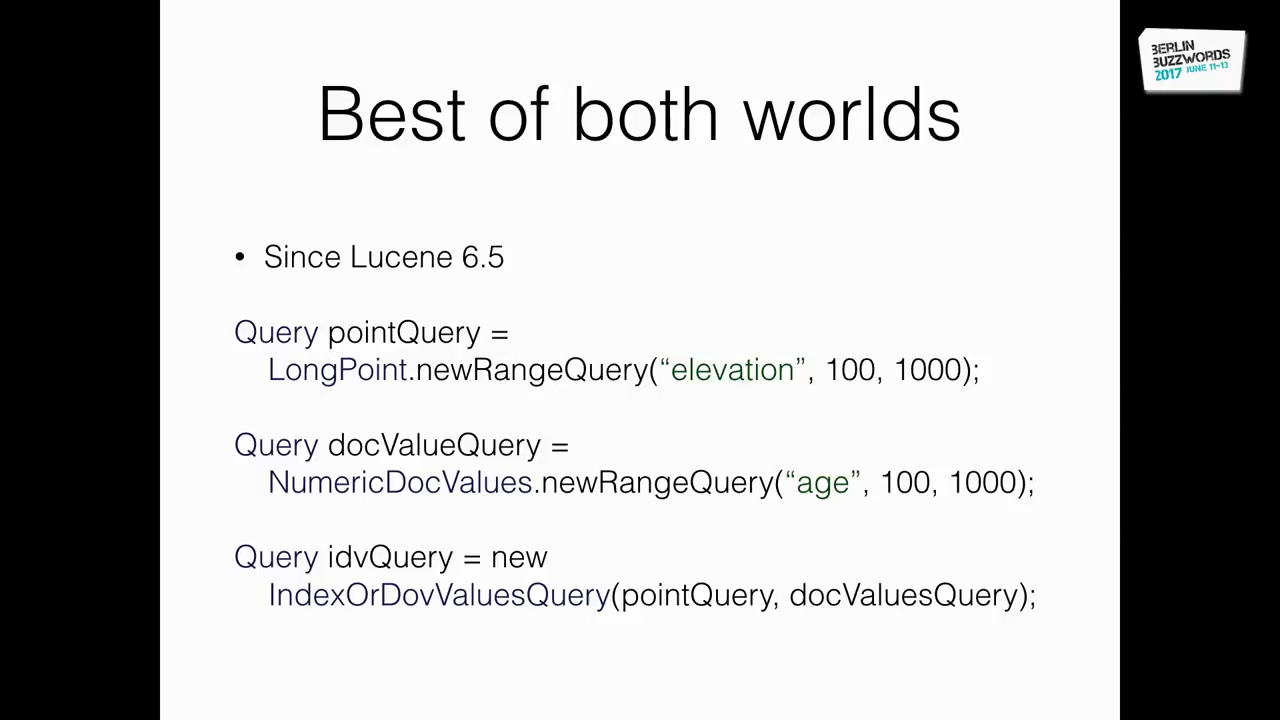 Best of both worlds
BERLIN
BUZZWORDS
2017 JUNE 11-13
• Since Lucene 6.5
Query pointQuery =
LongPoint.newRangeQuery(“elevation”, 100, 1000);
Query docValueQuery =
NumericDocValues.newRangeQuery(“age”, 100, 1000);
Query idvQuery = new
IndexOrDovValuesQuery(pointQuery, docValuesQuery);